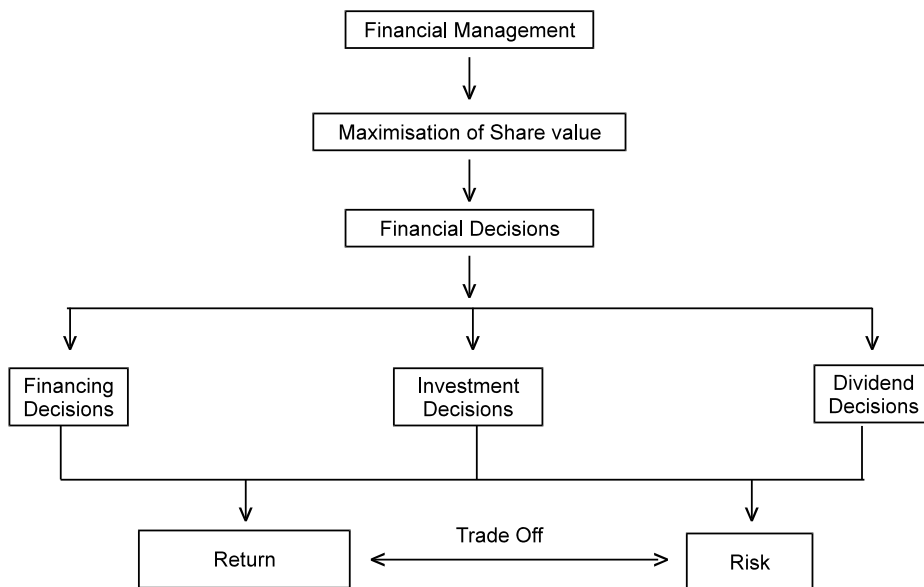 Financial Management
Maximisation of Share value
Financial Decisions
Financing
Decisions
Investment
Decisions
Dividend
Decisions
Return
Trade Off
Risk